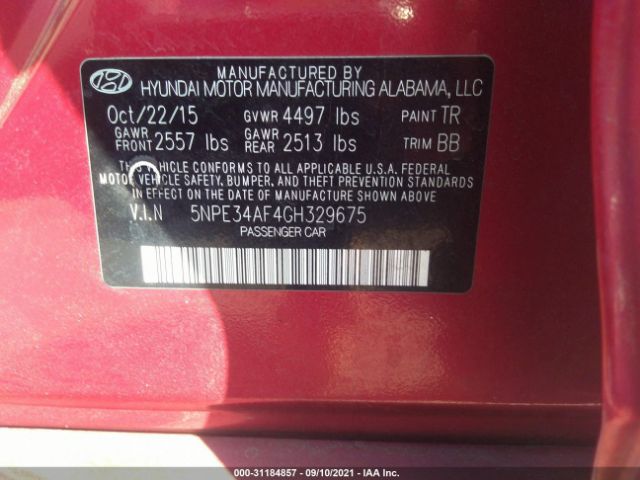 MANUFACTURED BY
HYUNDAI MOTOR MANUFACTURING ALABAMA, LLC
Oct/22/15 GVWR 4497 lbs PAINT TR
GAWR FRONT 2557 lbs GAWR REAR 2513 lbs TRIM BB
THIS VEHICLE CONFORMS TO ALL APPLICABLE U.S.A. FEDERAL
MOTOR VEHICLE SAFETY, BUMPER, AND THEFT PREVENTION STANDARDS
IN EFFECT ON THE DATE OF MANUFACTURE SHOWN ABOVE.
V.I.N 5NPE34AF4GH329675
PASSENGER CAR
000-31184857 - 09/10/2021 - IAA Inc.